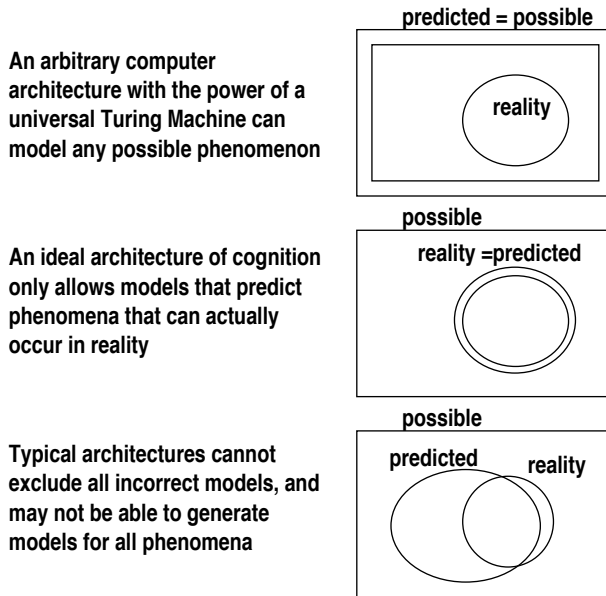 predicted = possible
An arbitrary computer
architecture with the power of a
universal Turing Machine can
model any possible phenomenon
reality
possible
An ideal architecture of cognition
only allows models that predict
phenomena that can actually
occur in reality
reality =predicted
possible
Typical architectures cannot
exclude all incorrect models, and
may not be able to generate
models for all phenomena
predicted
reality